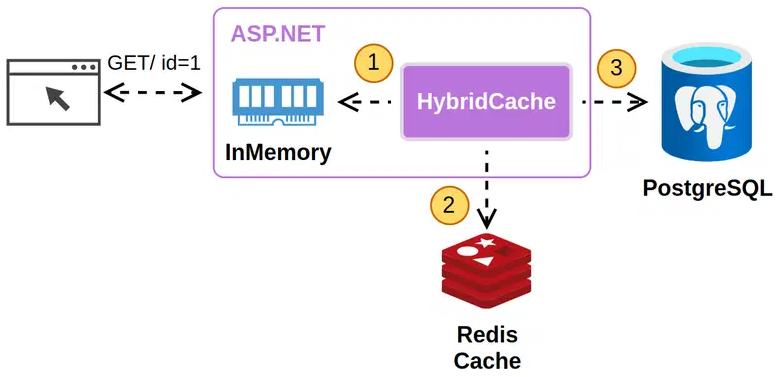 ASP.NET
GET/ id=1
1
3
HybridCache
InMemory
PostgreSQL
2
Redis
Cache